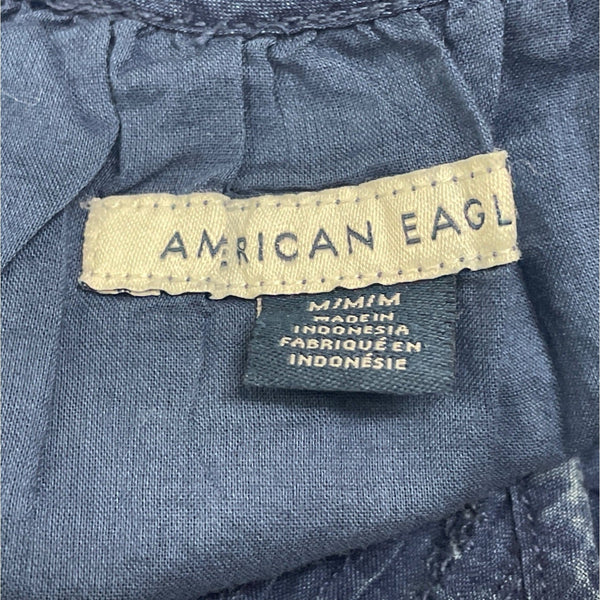 AMERICAN EAGL
M/M/M
MADE IN
INDONESIA
FABRIQUÉ EN
INDONÉSIE